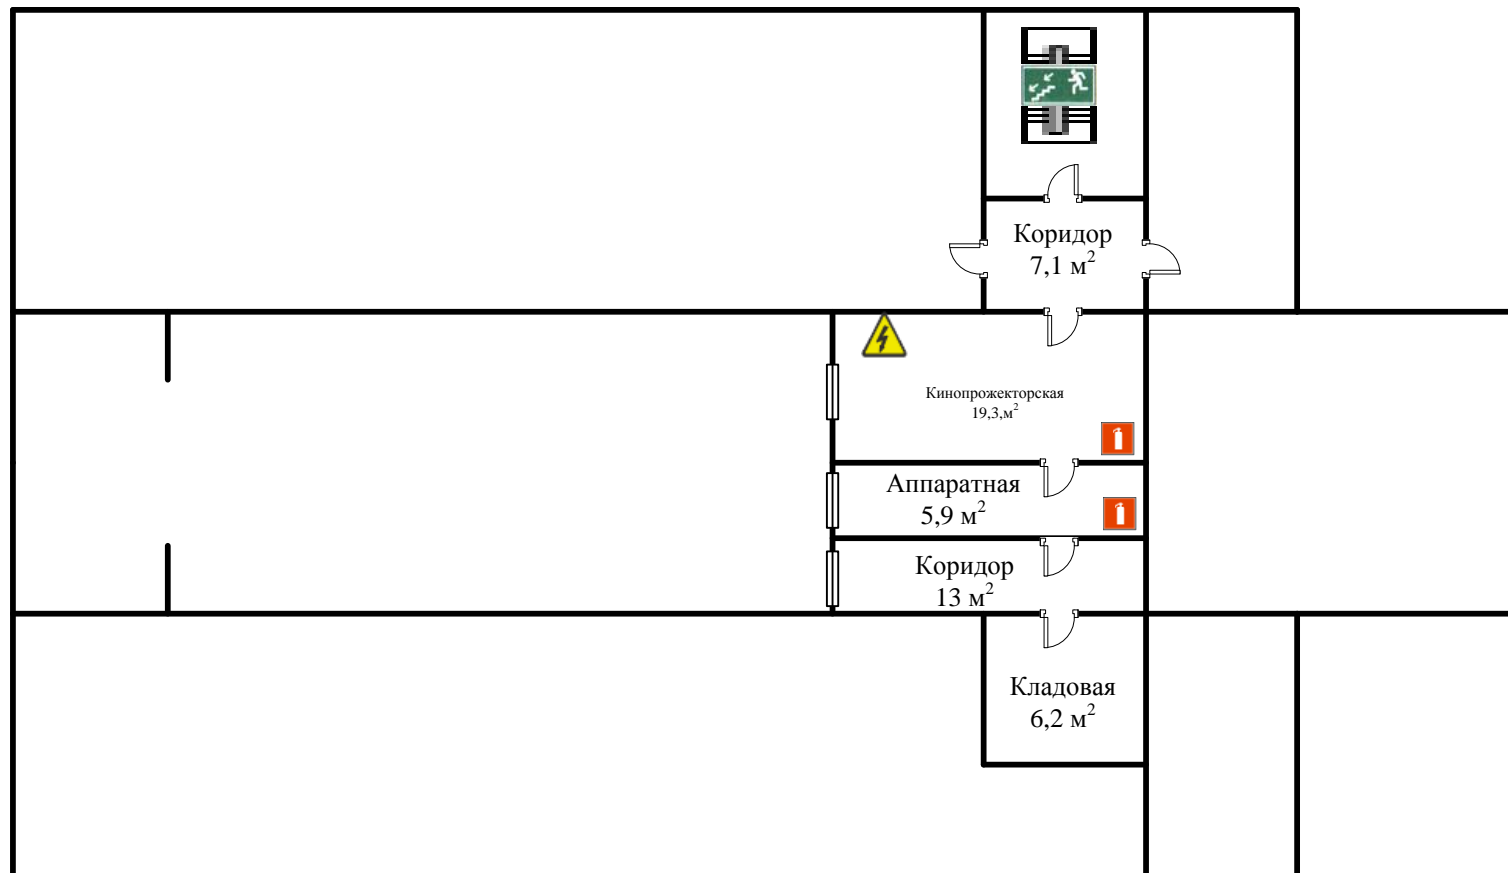 Коридор
7,1 м²
Кинопрожекторская
19,3,м²
Аппаратная
5,9 м²
Коридор
13 м²
Кладовая
6,2 м²